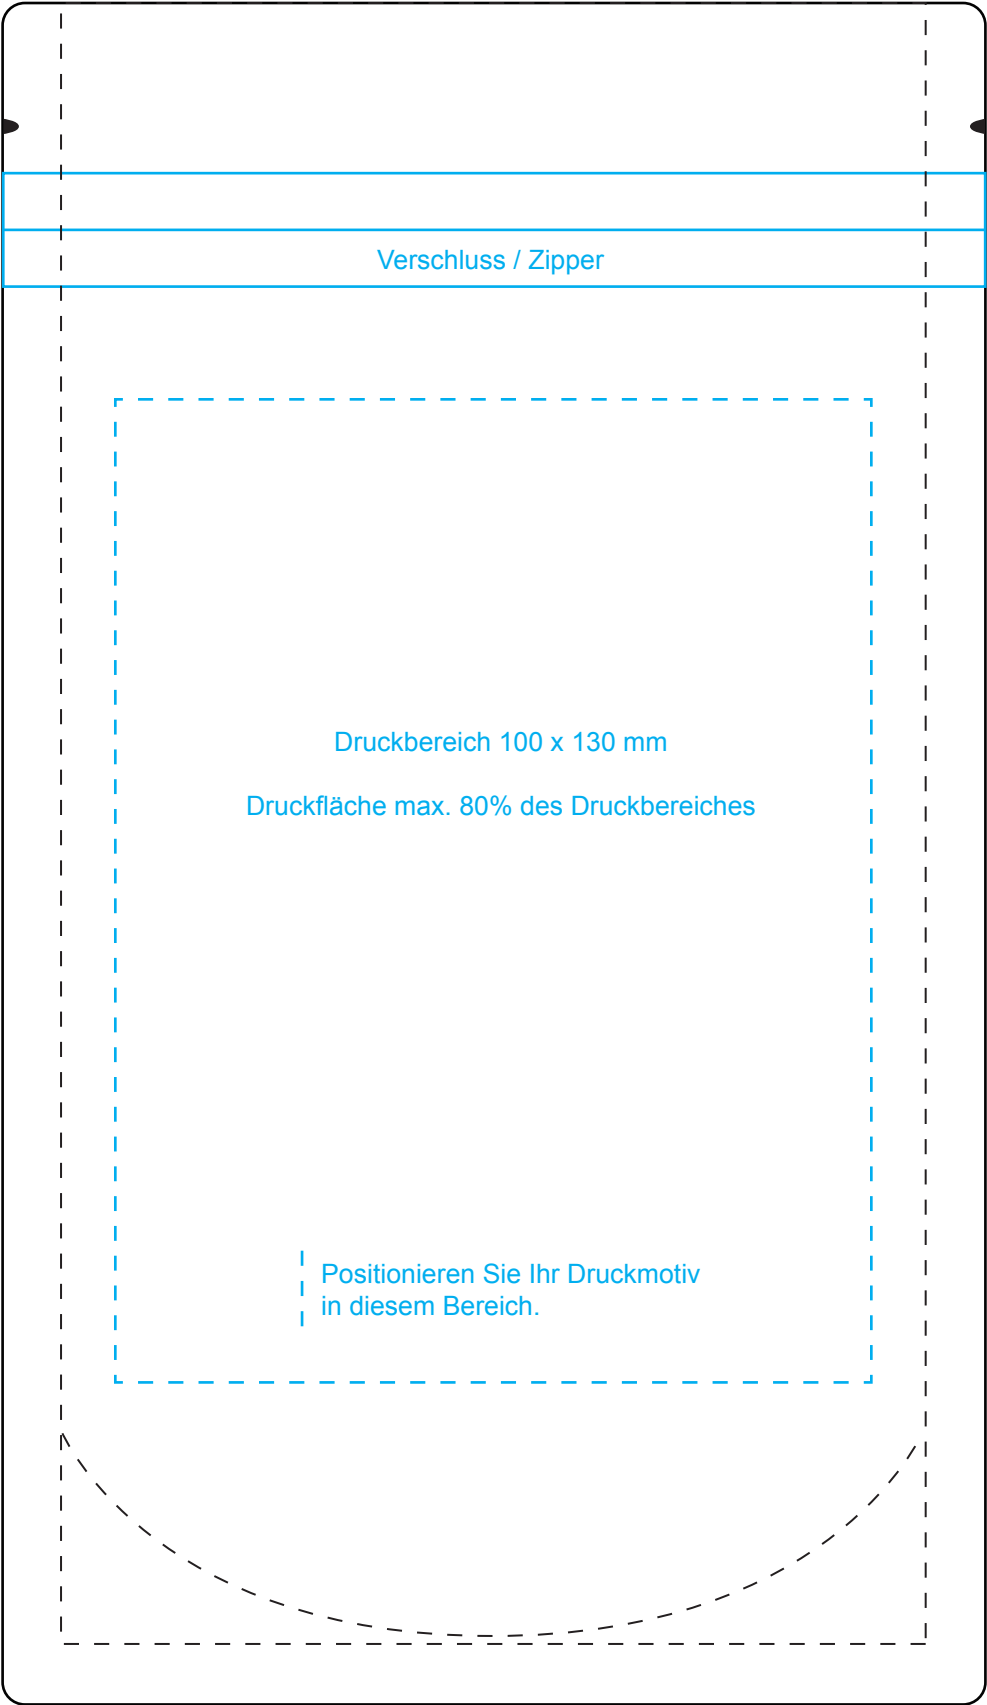 Verschluss / Zipper
Druckbereich 100 x 130 mm
Druckfläche max. 80% des Druckbereiches
Positionieren Sie Ihr Druckmotiv
in diesem Bereich.